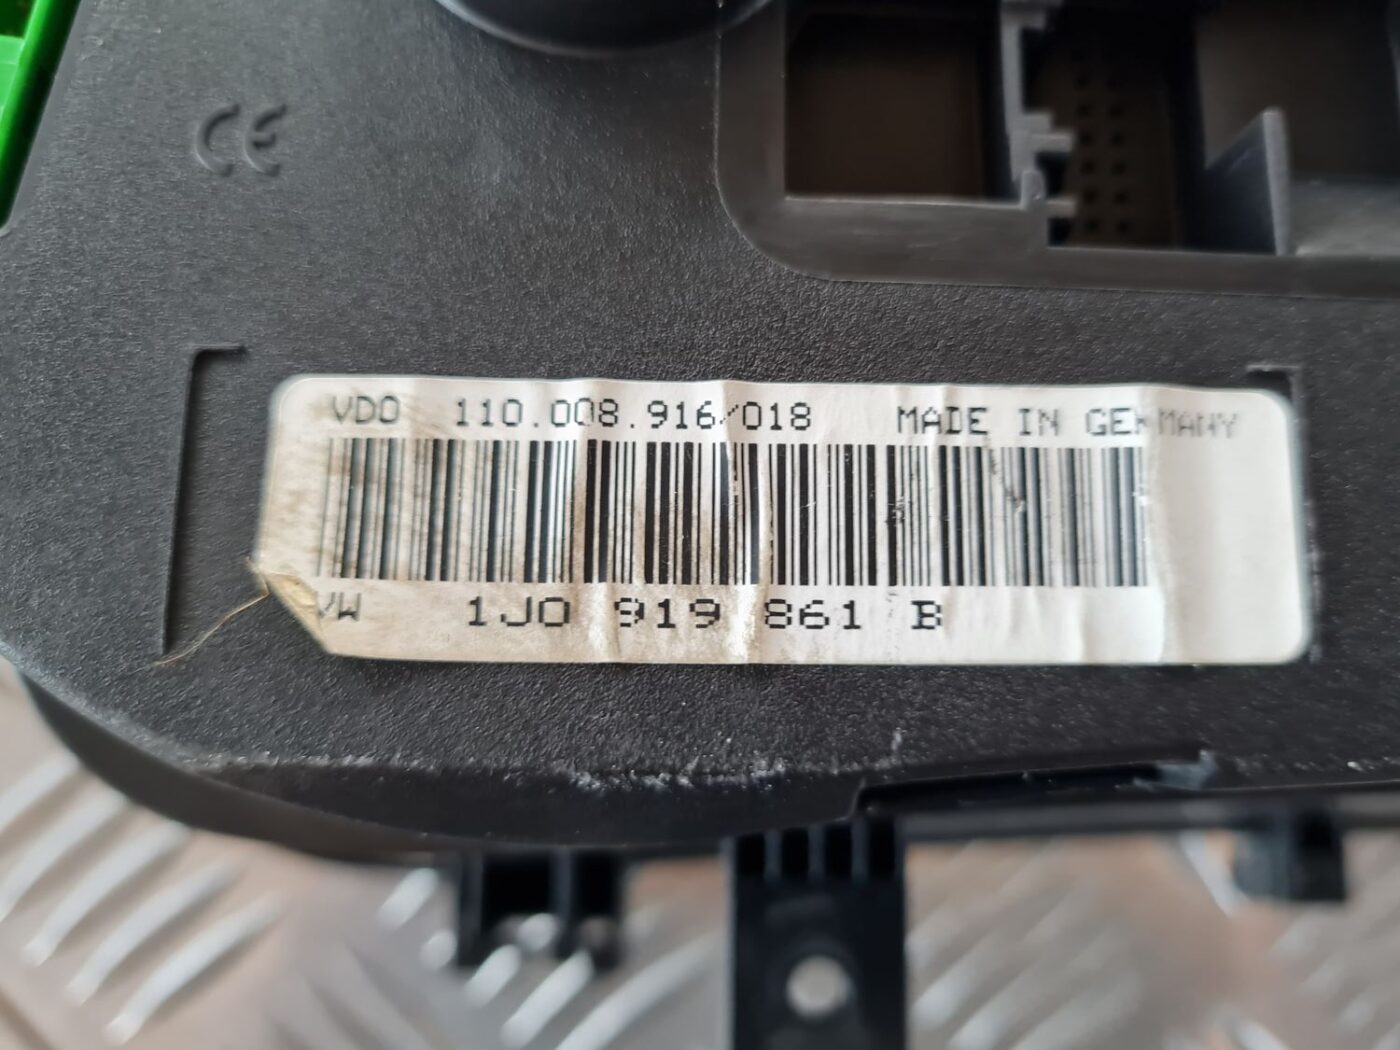 CE
VDO 110.008.916/018 MADE IN GERMANY
VW 1J0 919 861 B